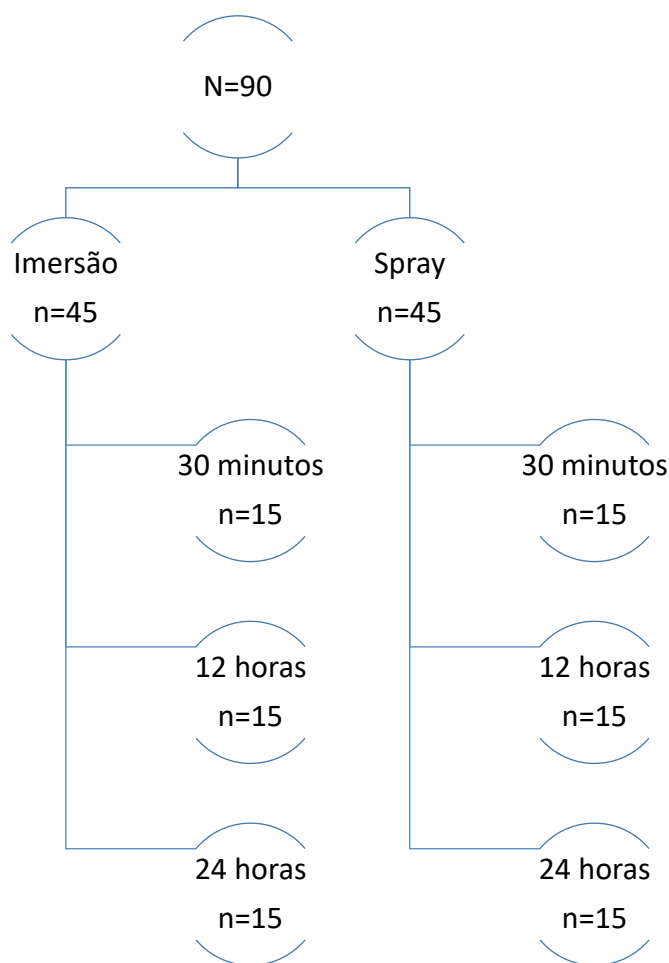 N=90
Imersão
n=45
Spray
n=45
30 minutos
n=15
30 minutos
n=15
12 horas
n=15
12 horas
n=15
24 horas
n=15
24 horas
n=15